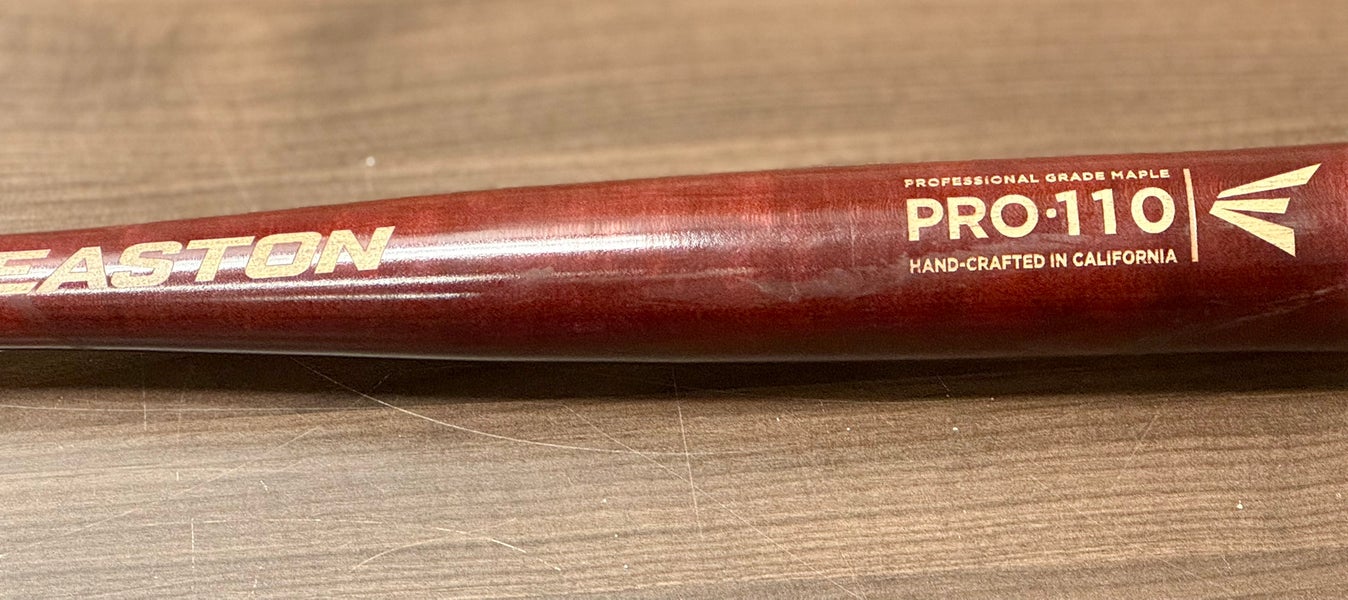 EASTON
PROFESSIONAL GRADE MAPLE
PRO·110
HAND-CRAFTED IN CALIFORNIA